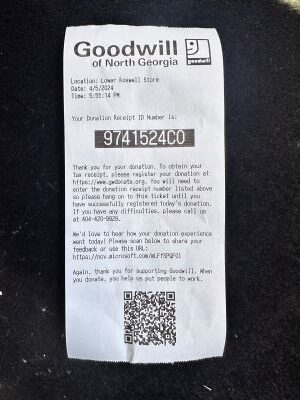 Goodwill
goodwill
of North Georgia
Location: Lower Roswell Store
Date: 4/5/2024
Time: 5:55:14 PM
Your Donation Receipt ID Number is:
9741524C0
Thank you for your donation. To obtain your
tax receipt, please register your donation at
https://www.gwdonate.org. You will need to
enter the donation receipt number listed above
so please hang on to this ticket until you
have successfully registered today's donation.
If you have any difficulties, please call us
at 404-420-9929.
We'd love to hear how your donation experience
went today! Please scan below to share your
feedback or use this URL:
https://ncv.microsoft.com/mLFYSPQFOl
Again, thank you for supporting Goodwill. When
you donate, you help us put people to work.